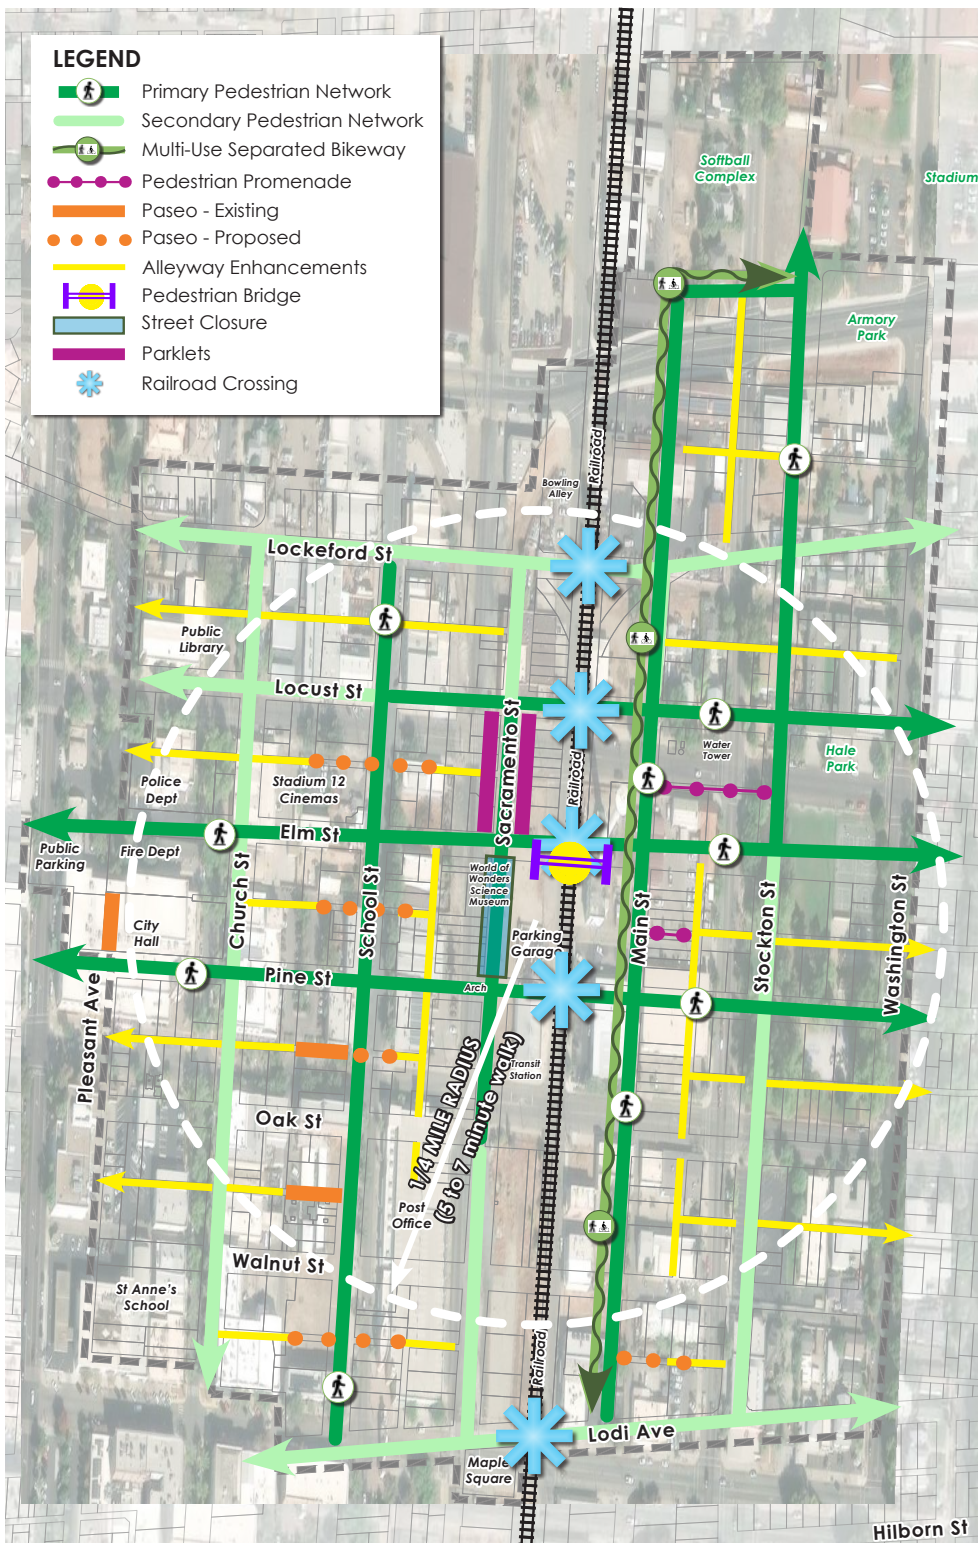 LEGEND
Primary Pedestrian Network
Secondary Pedestrian Network
Multi-Use Separated Bikeway
Pedestrian Promenade
Paseo - Existing
Paseo - Proposed
Alleyway Enhancements
Pedestrian Bridge
Street Closure
Parklets
Railroad Crossing
Softball
Complex
Stadium
Armory
Park
Railroad
Bowling
Alley
Lockeford St
Public
Library
Locust St
Sacramento St
Water
Tower
Hale
Park
Railroad
Police
Dept
Stadium 12
Cinemas
Elm St
Public
Parking
Fire Dept
Church St
School St
World of
Wonders
Science
Museum
Main St
Stockton St
Washington St
City
Hall
Parking
Garage
Pine St
Arch
Pleasant Ave
Transit
Station
1/4 MILE RADIUS
(5 to 7 minute walk)
Oak St
Post
Office
Walnut St
St Anne's
School
Railroad
Lodi Ave
Maple
Square
Hilborn St